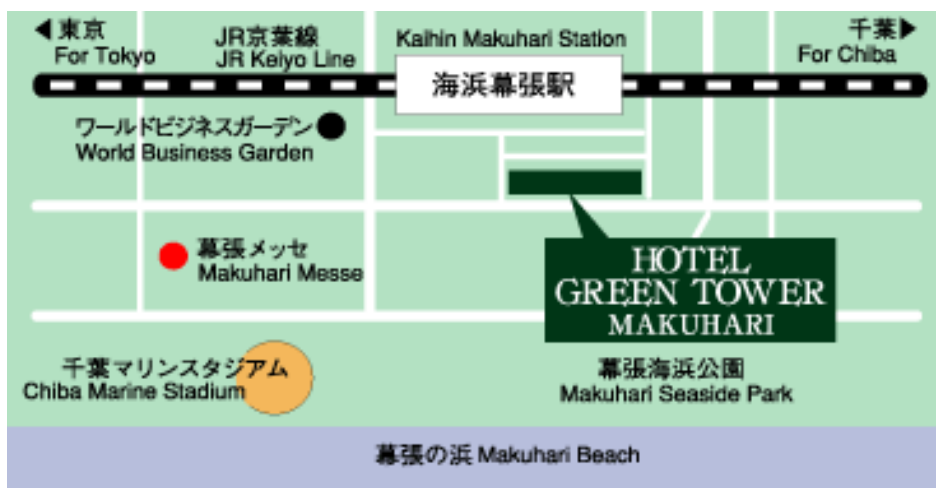 ◀東京
For Tokyo
JR京葉線
JR Keiyo Line
Kaihin Makuhari Station
海浜幕張駅
千葉▶
For Chiba
ワールドビジネスガーデン
World Business Garden
幕張メッセ
Makuhari Messe
HOTEL
GREEN TOWER
MAKUHARI
千葉マリンスタジアム
Chiba Marine Stadium
幕張海浜公園
Makuhari Seaside Park
幕張の浜 Makuhari Beach